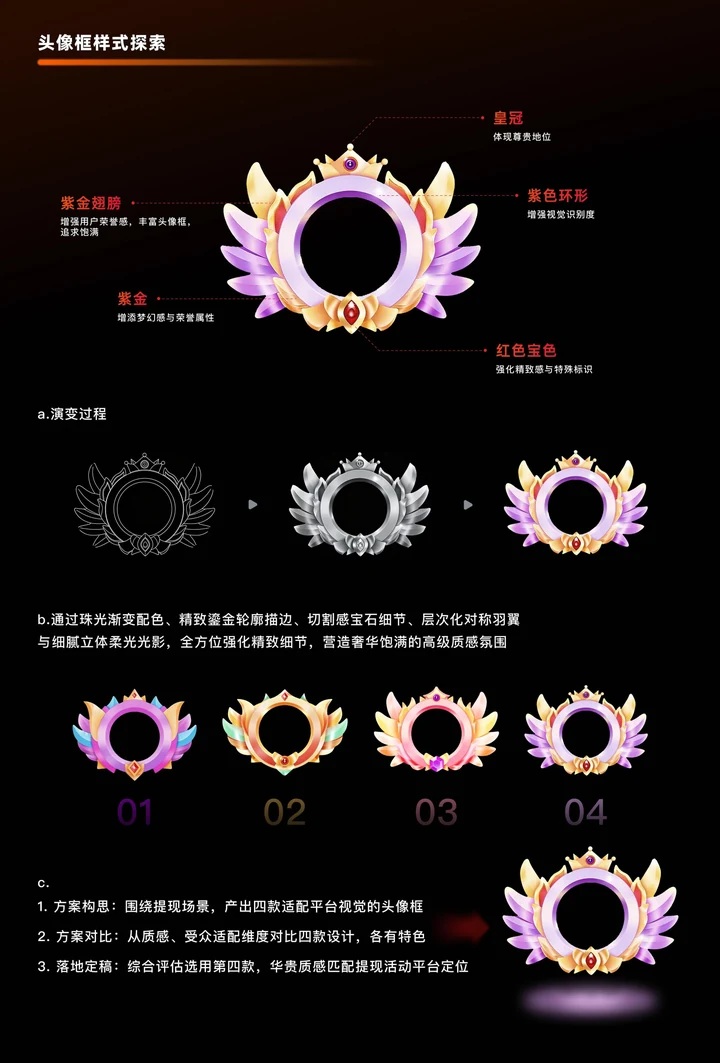 头像框样式探索
皇冠
体现尊贵地位
紫金翅膀
增强用户荣誉感，丰富头像框，
追求饱满
紫色环形
增强视觉识别度
紫金
增添梦幻感与荣誉属性
红色宝色
强化精致感与特殊标识
a.演变过程
b.通过珠光渐变配色、精致鎏金轮廓描边、切割感宝石细节、层次化对称羽翼
与细腻立体柔光光影，全方位强化精致细节，营造奢华饱满的高级质感氛围
01
02
03
04
c.
1. 方案构思：围绕提现场景，产出四款适配平台视觉的头像框
2. 方案对比：从质感、受众适配维度对比四款设计，各有特色
3. 落地定稿：综合评估选用第四款，华贵质感匹配提现活动平台定位